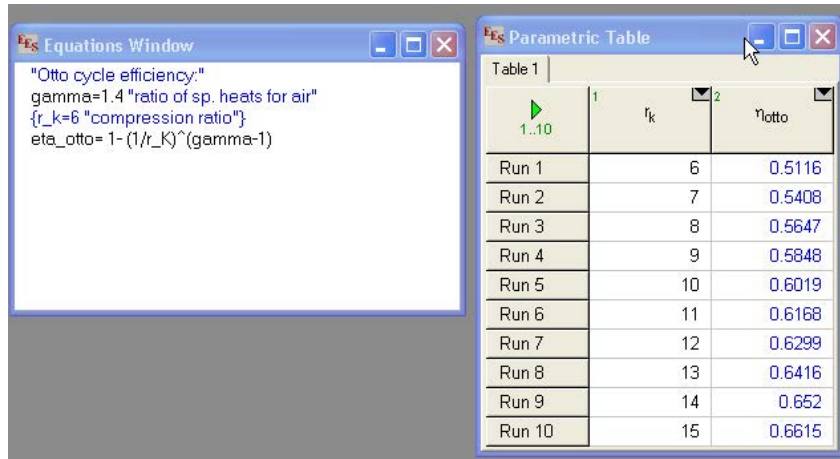 EES Equations Window
"Otto cycle efficiency:"
gamma=1.4 "ratio of sp. heats for air"
{r_k=6 "compression ratio"}
eta_otto= 1- (1/r_K)^(gamma-1)
EES Parametric Table
Table 1
1..10 1 rk 2 ηotto
Run 1 6 0.5116
Run 2 7 0.5408
Run 3 8 0.5647
Run 4 9 0.5848
Run 5 10 0.6019
Run 6 11 0.6168
Run 7 12 0.6299
Run 8 13 0.6416
Run 9 14 0.652
Run 10 15 0.6615